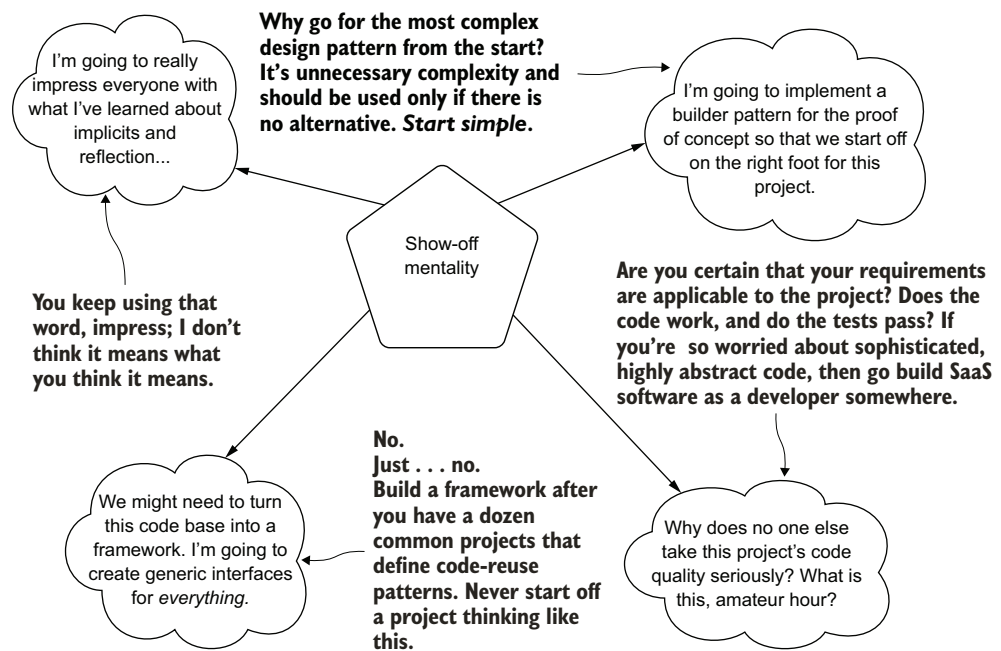 I'm going to really
impress everyone with
what I've learned about
implicits and
reflection...
Why go for the most complex
design pattern from the start?
It's unnecessary complexity and
should be used only if there is
no alternative. Start simple.
I'm going to implement a
builder pattern for the proof
of concept so that we start off
on the right foot for this
project.
Show-off
mentality
You keep using that
word, impress; I don't
think it means what
you think it means.
Are you certain that your requirements
are applicable to the project? Does the
code work, and do the tests pass? If
you're so worried about sophisticated,
highly abstract code, then go build SaaS
software as a developer somewhere.
We might need to turn
this code base into a
framework. I'm going to
create generic interfaces
for everything.
No.
Just . . . no.
Build a framework after
you have a dozen
common projects that
define code-reuse
patterns. Never start off
a project thinking like
this.
Why does no one else
take this project's code
quality seriously? What is
this, amateur hour?